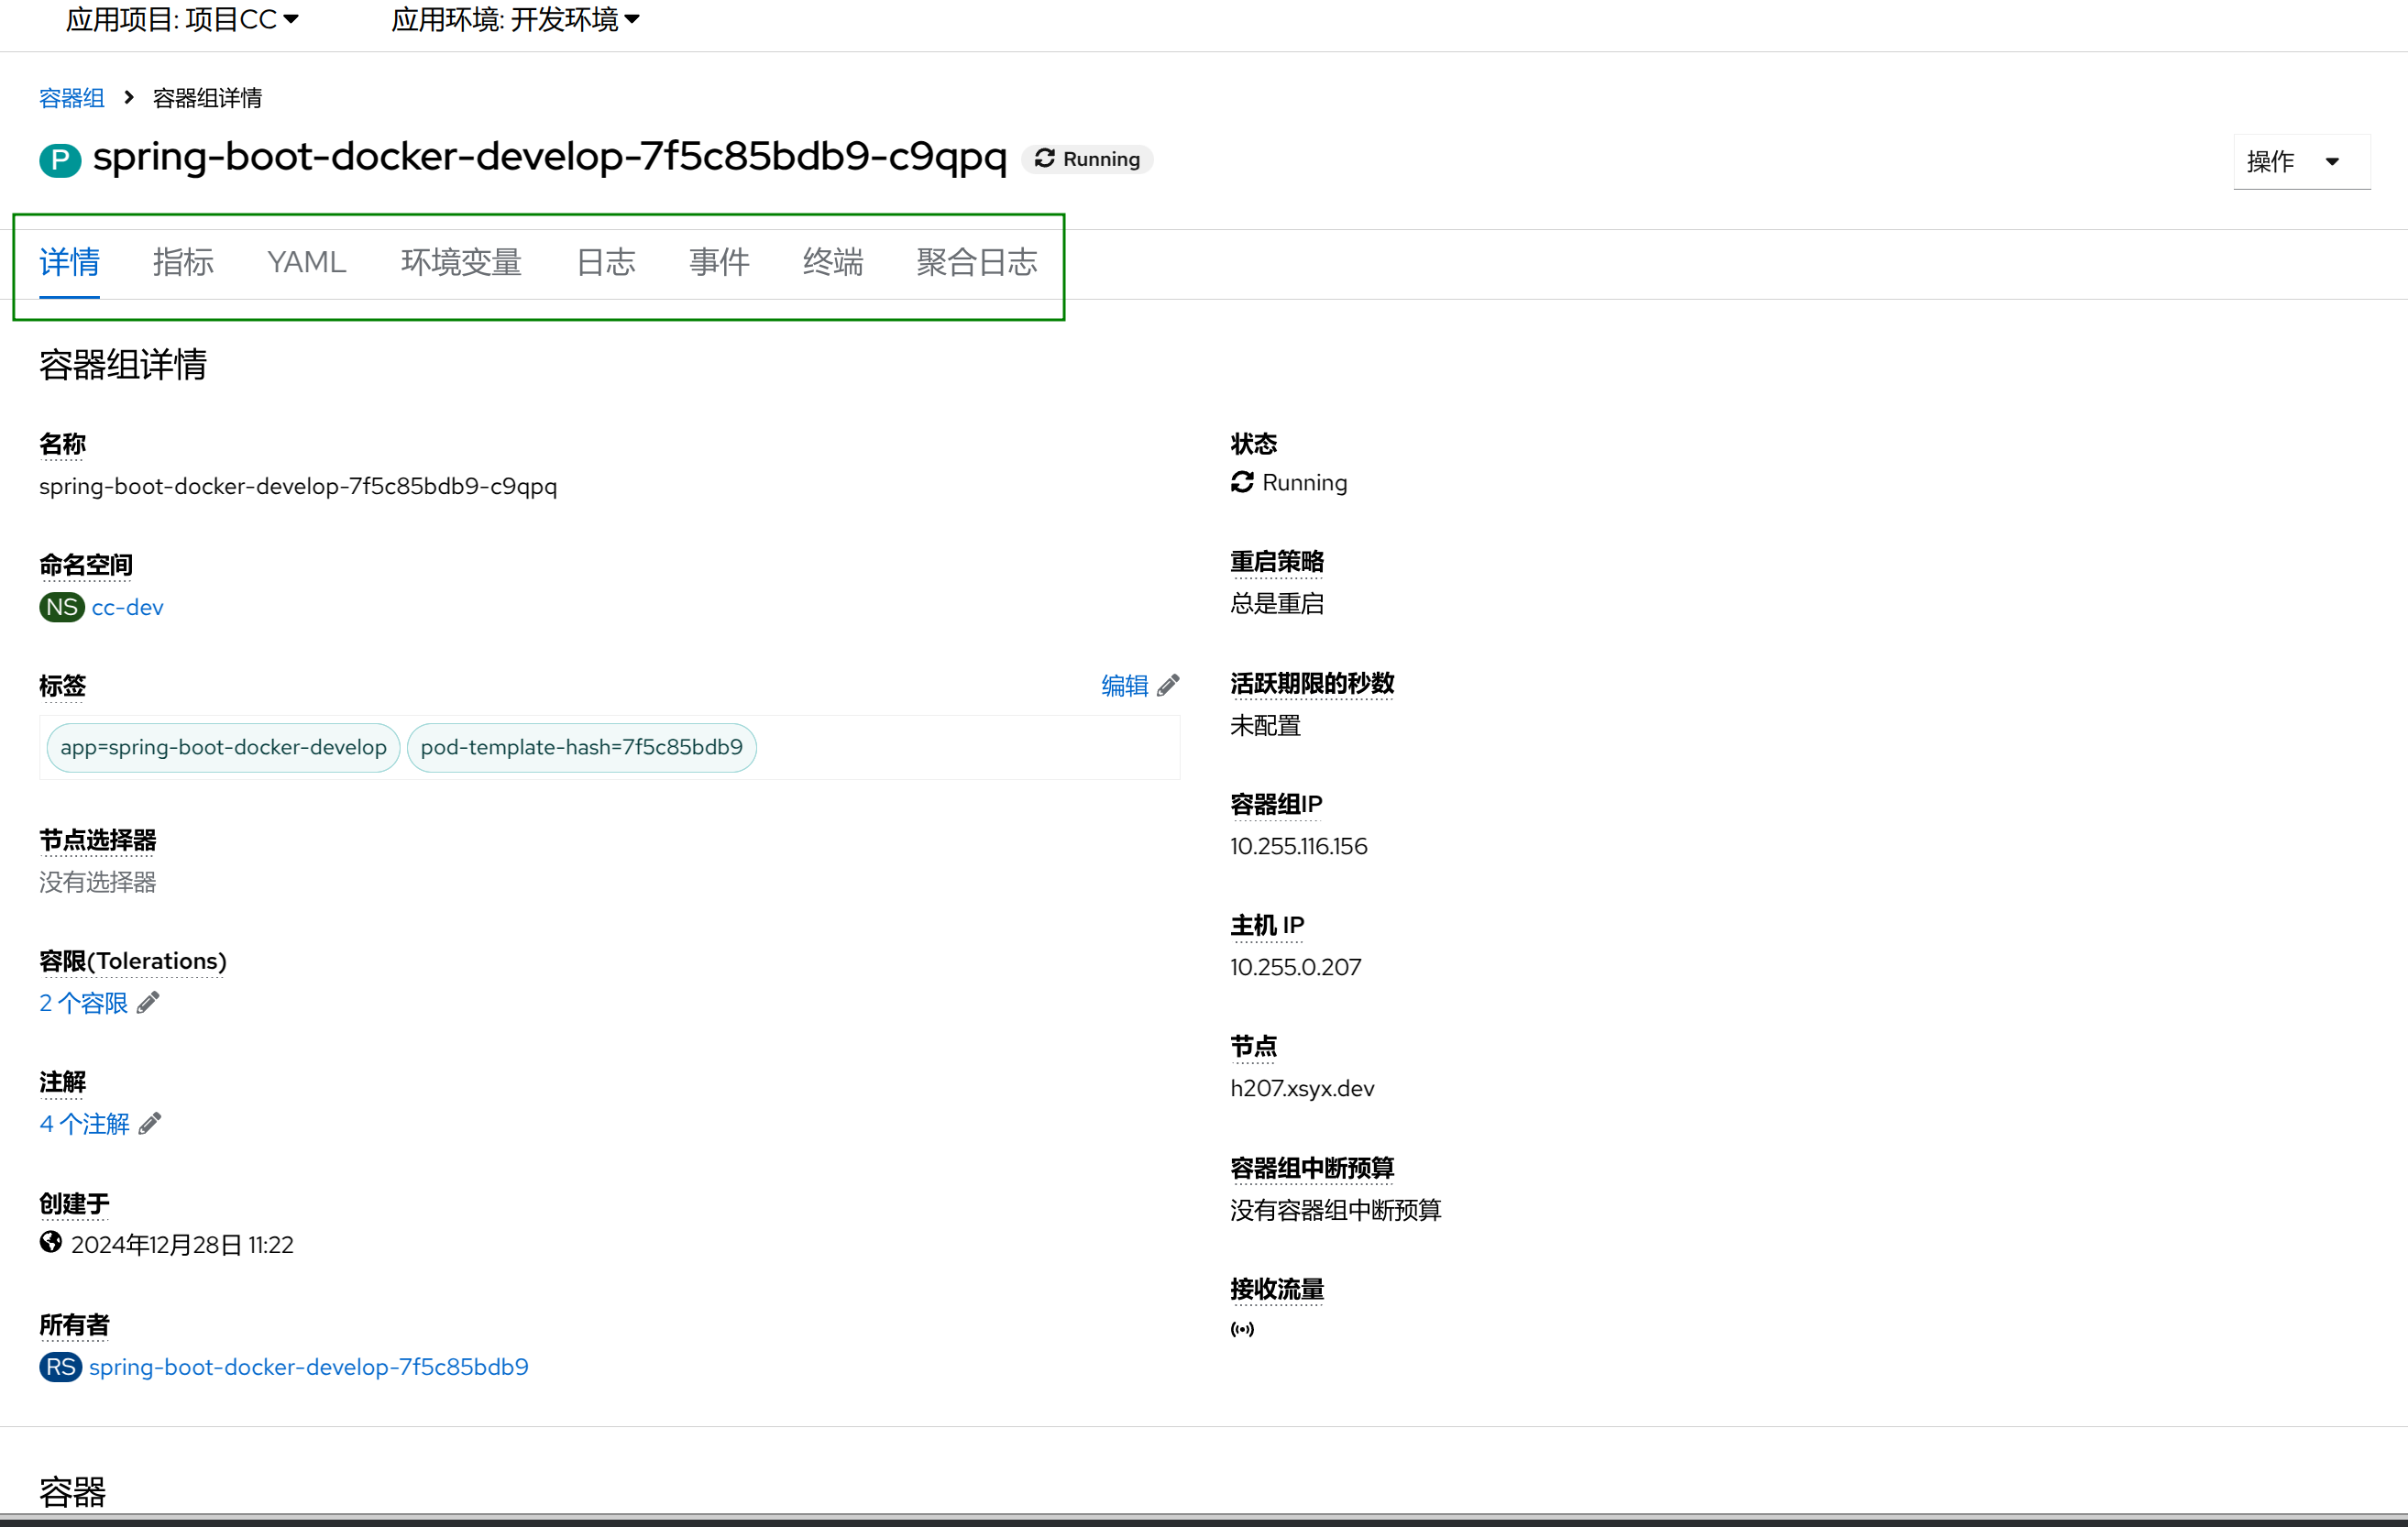 应用项目: 项目CC 应用环境: 开发环境
容器组 容器组详情
P spring-boot-docker-develop-7f5c85bdb9-c9qpq Running
操作
详情 指标 YAML 环境变量 日志 事件 终端 聚合日志
容器组详情
名称
spring-boot-docker-develop-7f5c85bdb9-c9qpq
命名空间
NS cc-dev
标签 编辑
app=spring-boot-docker-develop pod-template-hash=7f5c85bdb9
节点选择器
没有选择器
容限(Tolerations)
2 个容限
注解
4 个注解
创建于
2024年12月28日 11:22
所有者
RS spring-boot-docker-develop-7f5c85bdb9
状态
Running
重启策略
总是重启
活跃期限的秒数
未配置
容器组IP
10.255.116.156
主机 IP
10.255.0.207
节点
h207.xsyx.dev
容器组中断预算
没有容器组中断预算
接收流量
容器